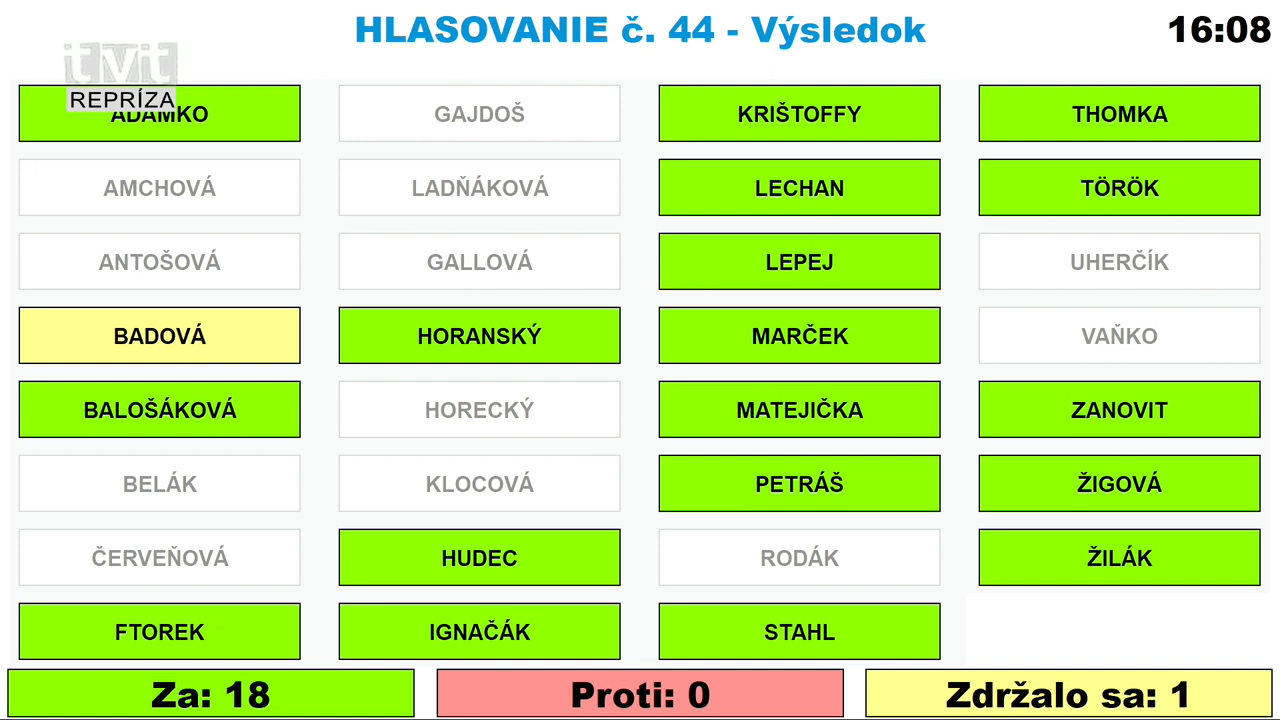 HLASOVANIE č. 44 - Výsledok
16:08
itvit
REPRÍZA
ADAMKO
GAJDOŠ
KRIŠTOFFY
THOMKA
AMCHOVÁ
LADŇÁKOVÁ
LECHAN
TÖRÖK
ANTOŠOVÁ
GALLOVÁ
LEPEJ
UHERČÍK
BADOVÁ
HORANSKÝ
MARČEK
VAŇKO
BALOŠÁKOVÁ
HORECKÝ
MATEJIČKA
ZANOVIT
BELÁK
KLOCOVÁ
PETRÁŠ
ŽIGOVÁ
ČERVEŇOVÁ
HUDEC
RODÁK
ŽILÁK
FTOREK
IGNAČÁK
STAHL
Za: 18
Proti: 0
Zdržalo sa: 1